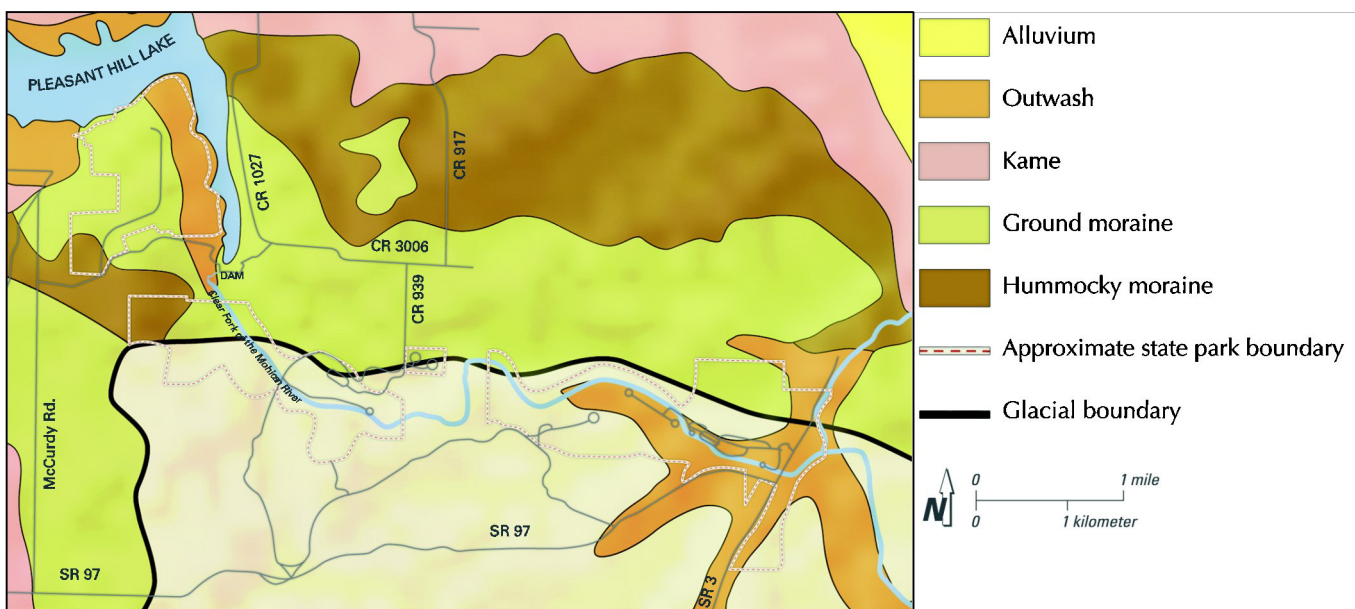 PLEASANT HILL LAKE
CR 1027
CR 917
CR 3006
DAM
CR 939
Clear Fork of the Mohican River
McCurdy Rd.
SR 97
SR 97
SR 3
Alluvium
Outwash
Kame
Ground moraine
Hummocky moraine
Approximate state park boundary
Glacial boundary
N
0 1 mile
0 1 kilometer